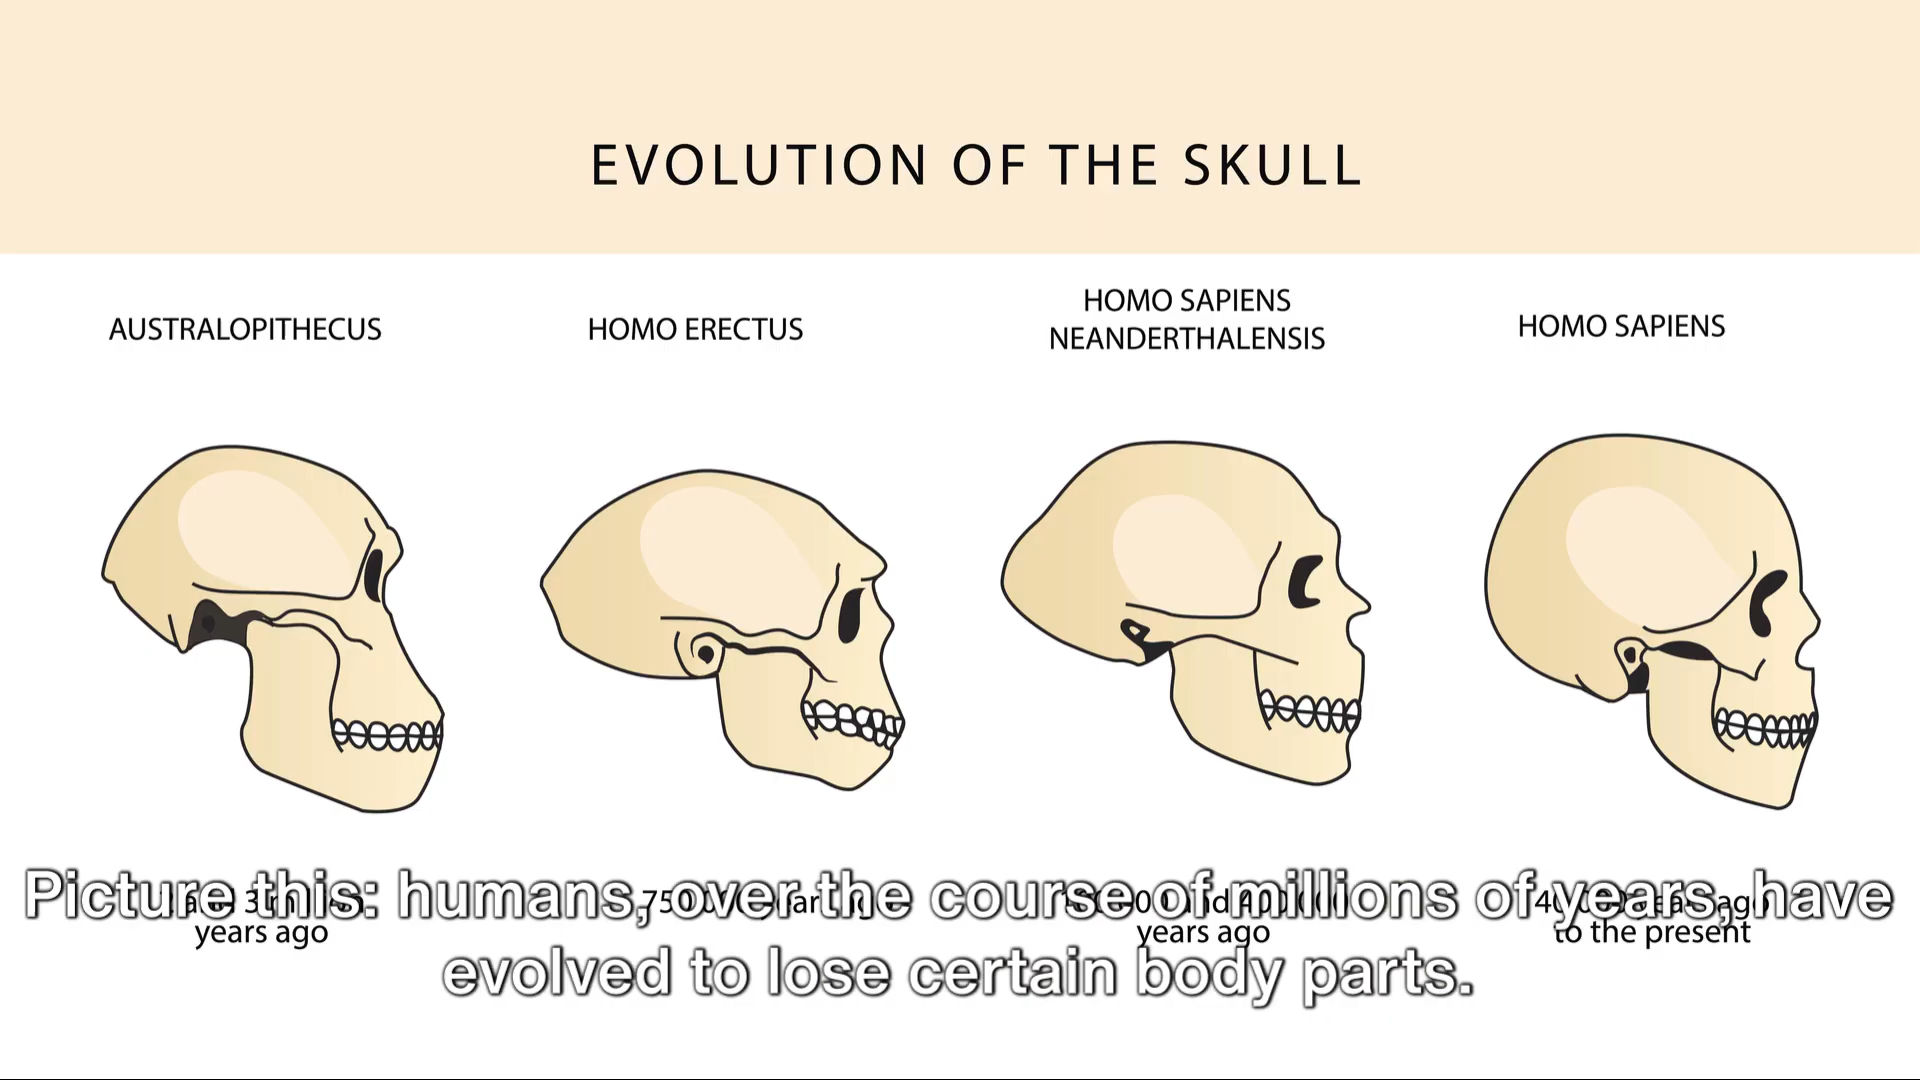 EVOLUTION OF THE SKULL
AUSTRALOPITHECUS
HOMO ERECTUS
HOMO SAPIENS
NEANDERTHALENSIS
HOMO SAPIENS
years ago
years ago
to the present
Picture this: humans, over the course of millions of years, have
evolved to lose certain body parts.